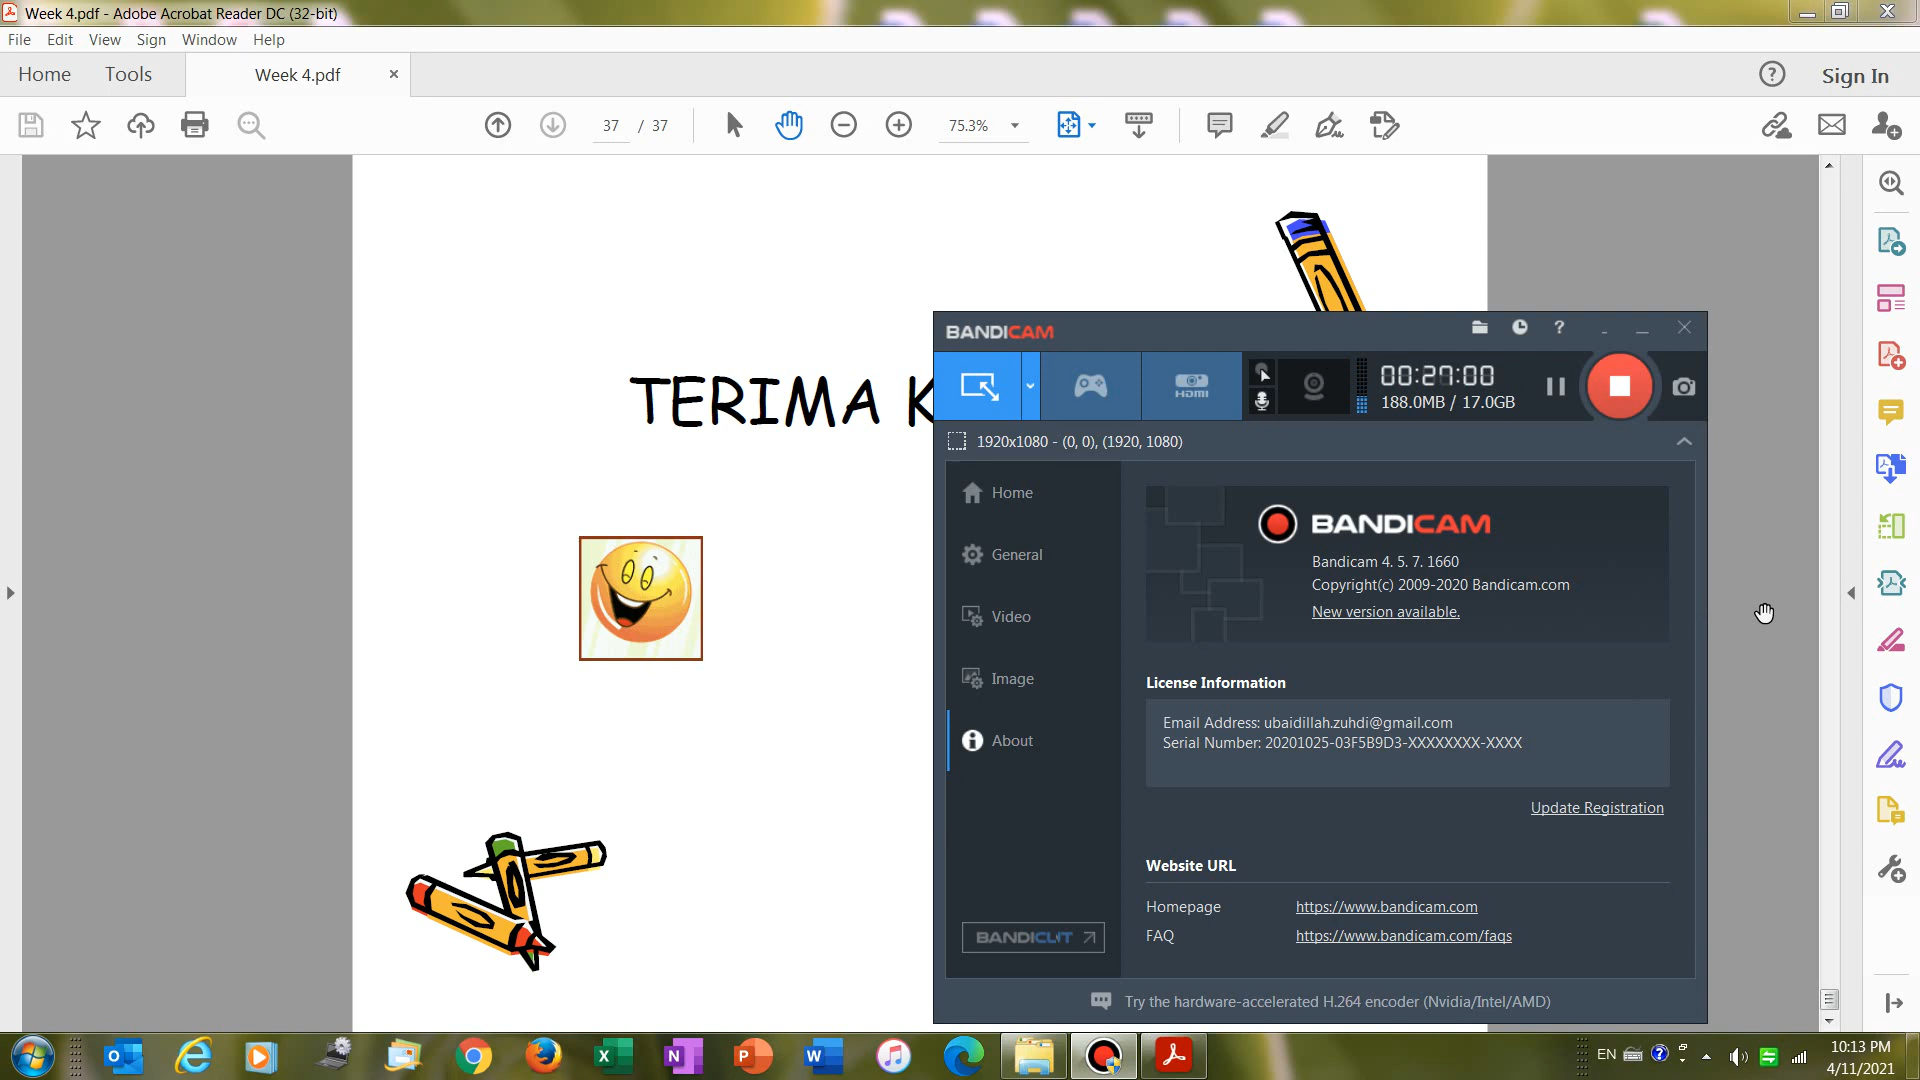 Week 4.pdf - Adobe Acrobat Reader DC (32-bit)
File Edit View Sign Window Help
Home Tools Week 4.pdf × Sign In
37 / 37 75.3%
TERIMA K
BANDICAM
HDMI
00:27:00
188.0MB / 17.0GB
1920x1080 - (0, 0), (1920, 1080)
Home
General
Video
Image
About
BANDICUT
BANDICAM
Bandicam 4. 5. 7. 1660
Copyright(c) 2009-2020 Bandicam.com
New version available.
License Information
Email Address: ubaidillah.zuhdi@gmail.com
Serial Number: 20201025-03F5B9D3-XXXXXXXX-XXXX
Update Registration
Website URL
Homepage https://www.bandicam.com
FAQ https://www.bandicam.com/faqs
Try the hardware-accelerated H.264 encoder (Nvidia/Intel/AMD)
EN
10:13 PM
4/11/2021